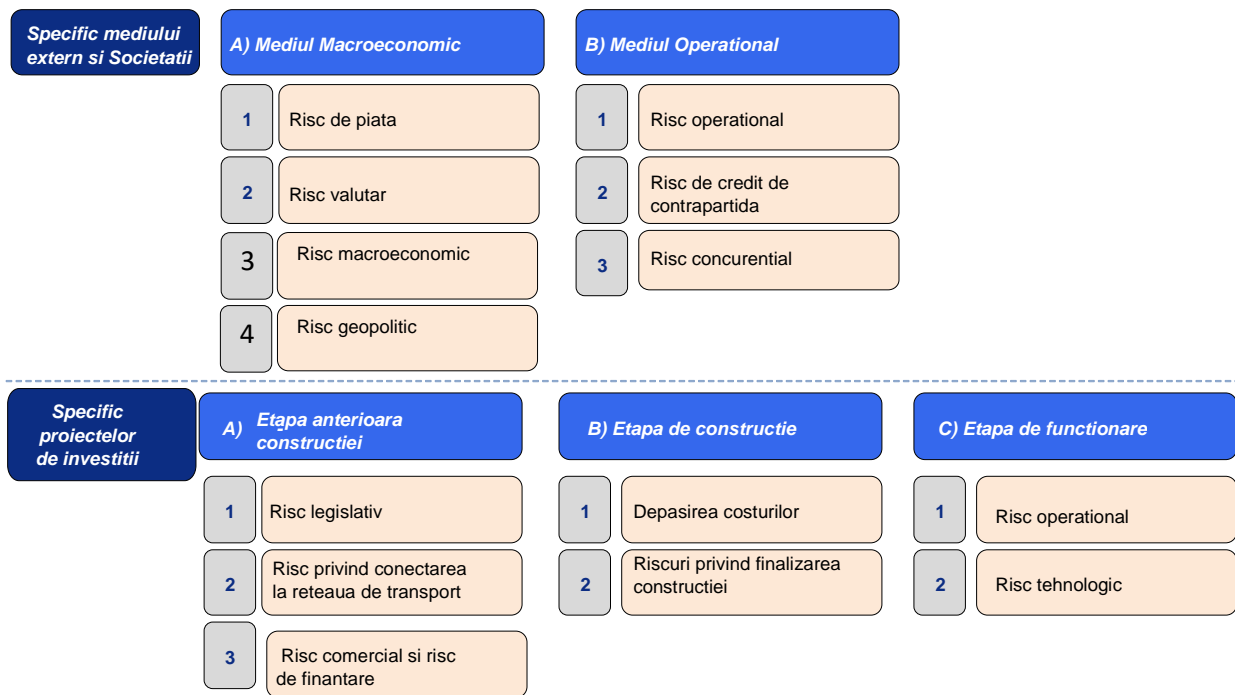 Specific mediului
extern si Societatii
A) Mediul Macroeconomic
B) Mediul Operational
1
Risc de piata
1
Risc operational
2
Risc valutar
2
Risc de credit de
contrapartida
3
Risc macroeconomic
3
Risc concurential
4
Risc geopolitic
Specific
proiectelor
de investitii
A) Etapa anterioara
constructiei
B) Etapa de constructie
C) Etapa de functionare
1
Risc legislativ
1
Depasirea costurilor
1
Risc operational
2
Risc privind conectarea
la reteaua de transport
2
Riscuri privind finalizarea
constructiei
2
Risc tehnologic
3
Risc comercial si risc
de finantare